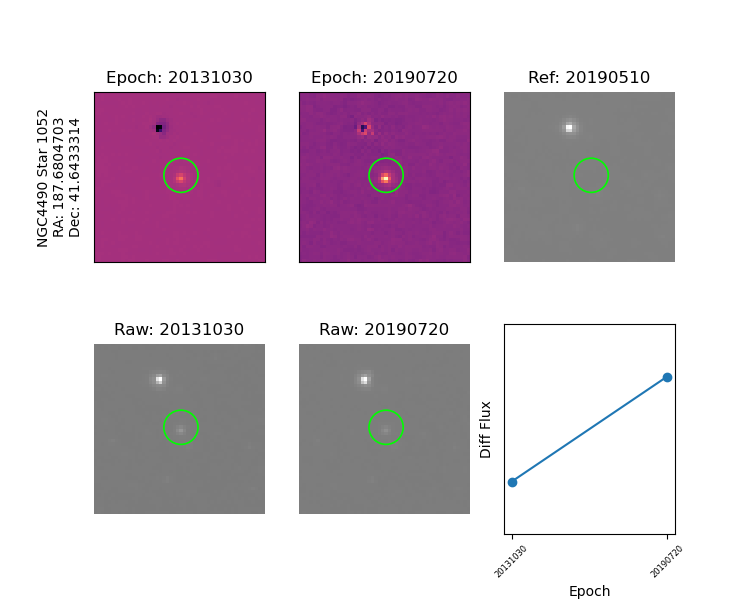 Epoch: 20131030
Epoch: 20190720
Ref: 20190510
NGC4490 Star 1052
RA: 187.6804703
Dec: 41.6433314
Raw: 20131030
Raw: 20190720
Diff Flux
20131030
20190720
Epoch